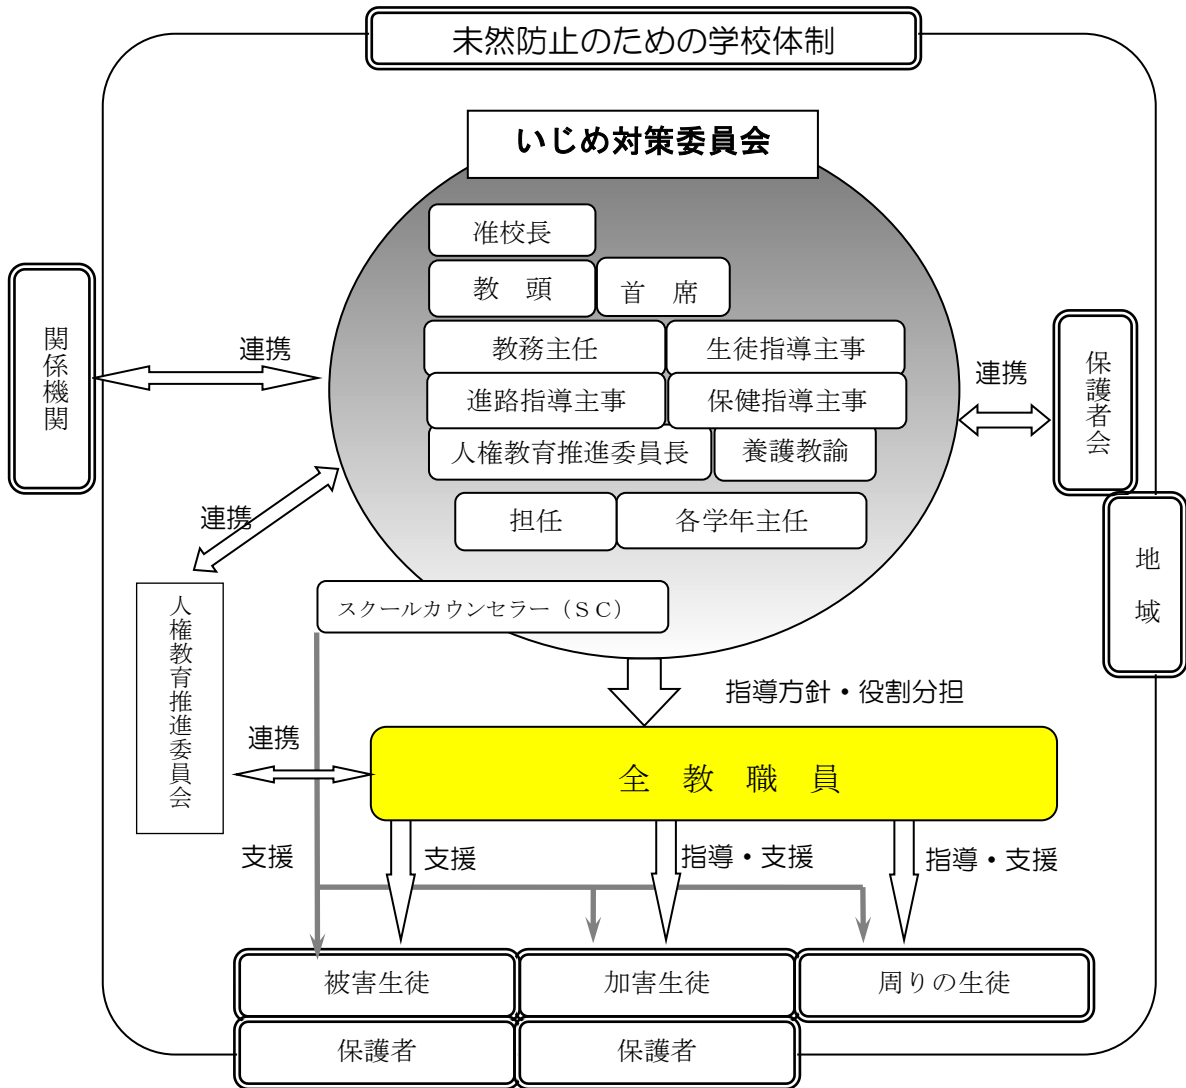 未然防止のための学校体制
いじめ対策委員会
准校長
教　頭
首　席
教務主任
生徒指導主事
進路指導主事
保健指導主事
人権教育推進委員長
養護教諭
担任
各学年主任
スクールカウンセラー（ＳＣ）
関係機関
連携
連携
保護者会
地　域
連携
人権教育推進委員会
指導方針・役割分担
連携
全　教　職　員
支援
支援
指導・支援
指導・支援
被害生徒
加害生徒
周りの生徒
保護者
保護者